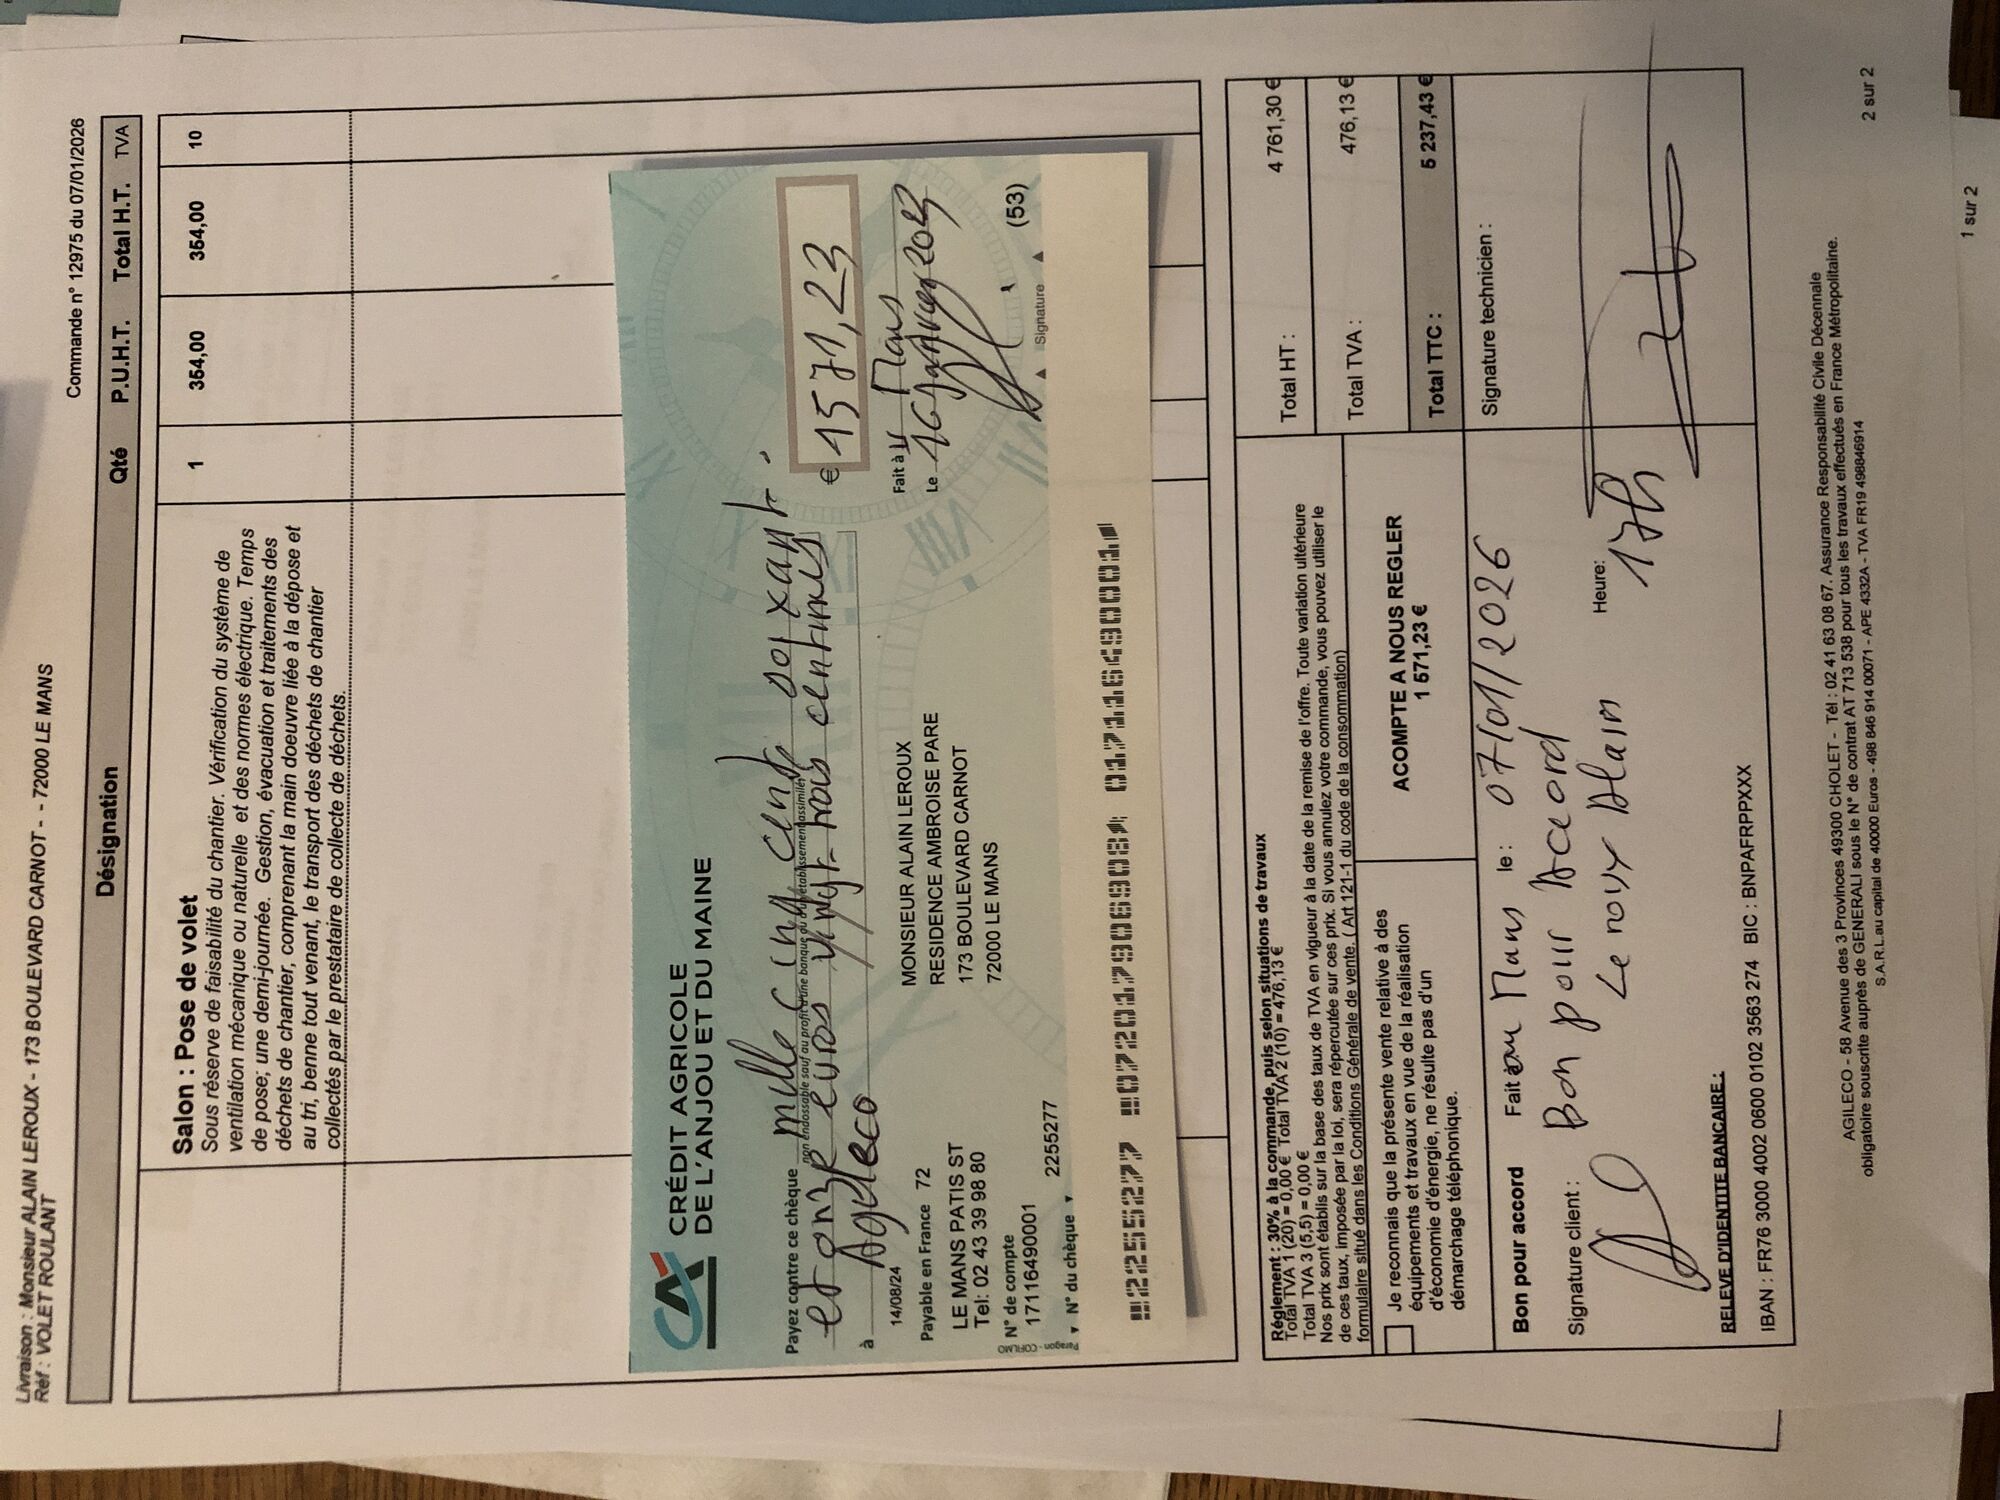 Commande n° 12975 du 07/01/2026
Livraison : Monsieur ALAIN LEROUX - 173 BOULEVARD CARNOT - - 72000 LE MANS
Réf : VOLET ROULANT
Désignation Qté P.U.H.T. Total H.T. TVA
Salon : Pose de volet 1 354,00 354,00 10
Sous réserve de faisabilité du chantier. Vérification du système de
ventilation mécanique ou naturelle et des normes électrique. Temps
de pose; une demi-journée. Gestion, évacuation et traitements des
déchets de chantier, comprenant la main doeuvre liée à la dépose et
au tri, benne tout venant, le transport des déchets de chantier
collectés par le prestataire de collecte de déchets.
CRÉDIT AGRICOLE
DE L'ANJOU ET DU MAINE
Payez contre ce chèque mille cinq cents soixante
non endossable sauf au profit d'une banque ou d'un établissement assimilé
et onze euros vingt-trois centimes
€ 1571,23
à Agileco
14/08/24
Fait à Mans
Le 16 Janvier
Payable en France 72
LE MANS PATIS ST
Tel: 02 43 39 98 80
N° de compte
17116490001
MONSIEUR ALAIN LEROUX
RESIDENCE AMBROISE PARE
173 BOULEVARD CARNOT
72000 LE MANS
2255277
Paragon - COFILMO
N° du chèque
Signature
(53)
2255277 072017906908 017116490001
Réglement : 30% à la commande, puis selon situations de travaux
Total TVA 1 (20) = 0,00 € Total TVA 2 (10) = 476,13 €
Total TVA 3 (5,5) = 0,00 €
Nos prix sont établis sur la base des taux de TVA en vigueur à la date de la remise de l'offre. Toute variation ultérieure
de ces taux, imposée par la loi, sera répercutée sur ces prix. Si vous annulez votre commande, vous pouvez utiliser le
formulaire situé dans les Conditions Générale de vente. ( Art 121-1 du code de la consommation)
Total HT : 4 761,30 €
Total TVA : 476,13 €
Total TTC : 5 237,43 €
Je reconnais que la présente vente relative à des
équipements et travaux en vue de la réalisation
d'économie d'énergie, ne résulte pas d'un
démarchage téléphonique.
ACOMPTE A NOUS REGLER
1 571,23 €
Bon pour accord Fait à au Mans le : 07/01/2026
Signature client : Bon pour Accord
Le roux Alain
Heure: 17h
Signature technicien :
RELEVE D'IDENTITE BANCAIRE :
IBAN : FR76 3000 4002 0600 0102 3563 274 BIC : BNPAFRPPXXX
AGILECO - 58 Avenue des 3 Provinces 49300 CHOLET - Tél : 02 41 63 08 67. Assurance Responsabilité Civile Décennale
obligatoire souscrite auprès de GENERALI sous le N° de contrat AT 713 538 pour tous les travaux effectués en France Métropolitaine.
S.A.R.L.au capital de 40000 Euros - 498 846 914 00071 - APE 4332A - TVA FR19 498846914
2 sur 2
1 sur 2